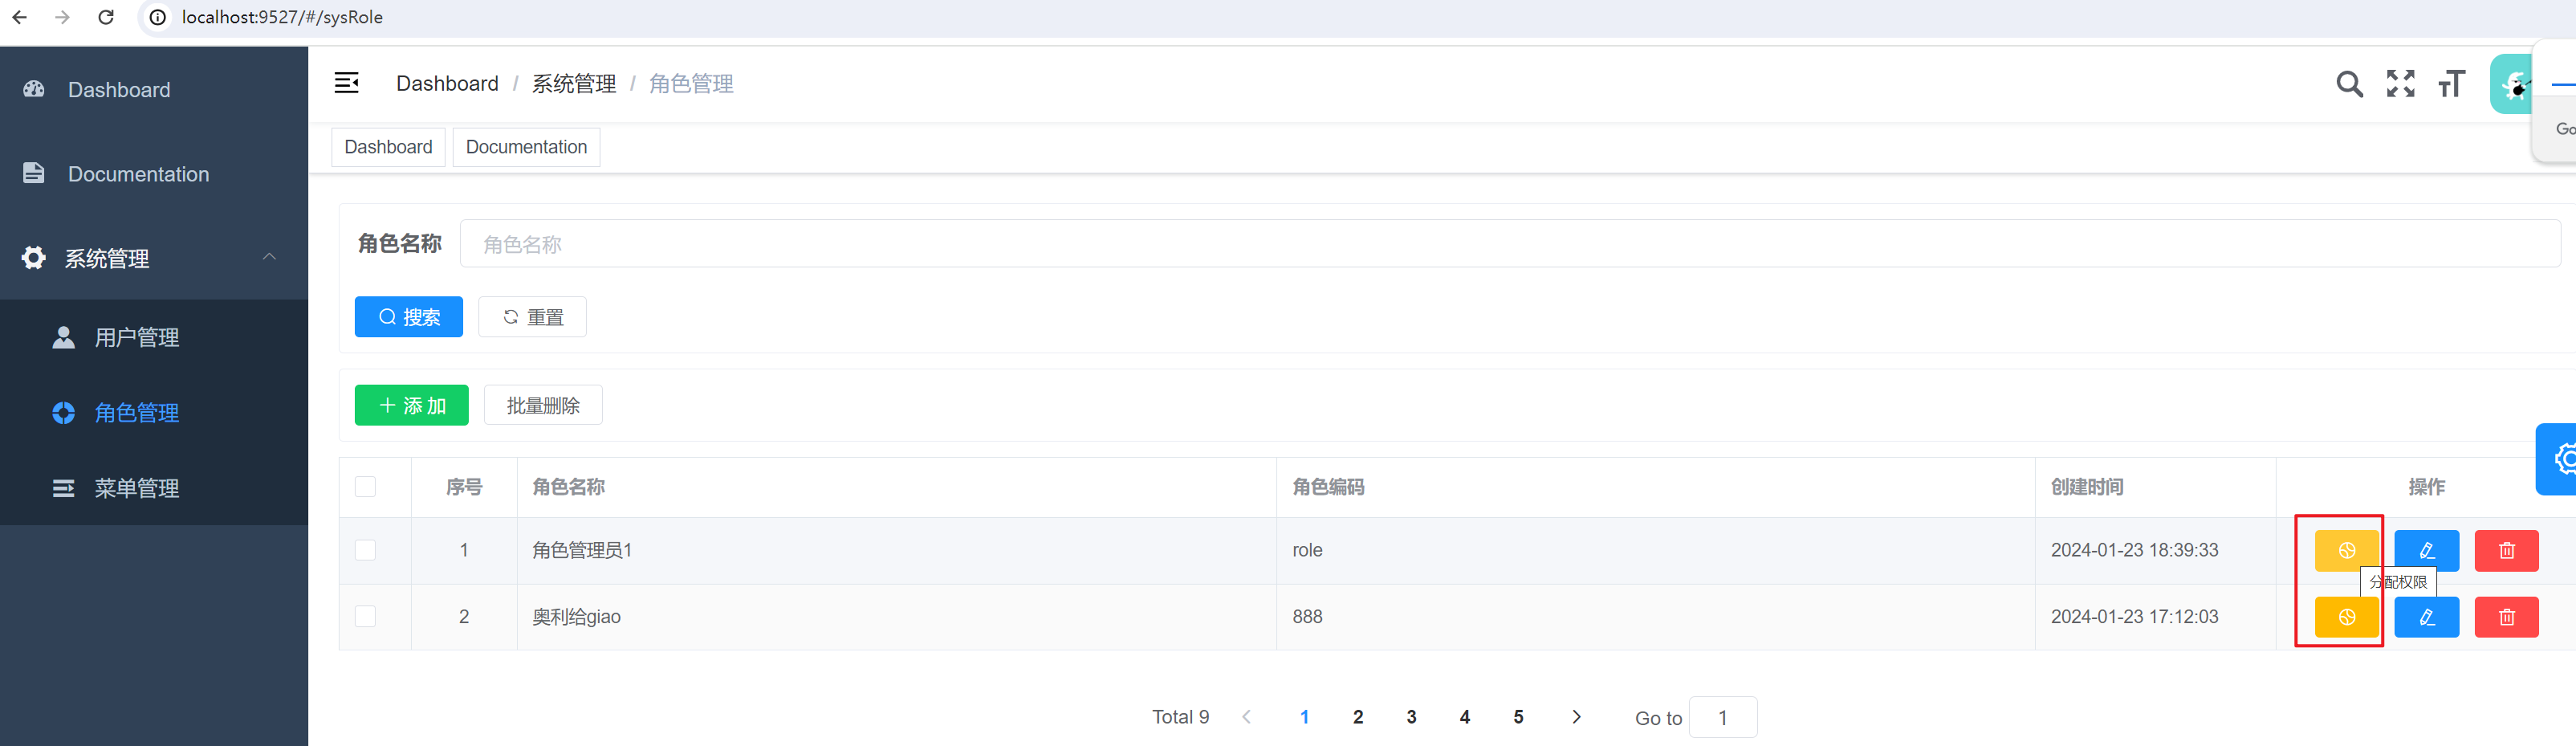 localhost:9527/#/sysRole
Dashboard
Documentation
系统管理
用户管理
角色管理
菜单管理
Dashboard / 系统管理 / 角色管理
Go
Dashboard
Documentation
角色名称
角色名称
搜索
重置
添加
批量删除
序号 角色名称 角色编码 创建时间 操作
1 角色管理员1 role 2024-01-23 18:39:33
分配权限
2 奥利给giao 888 2024-01-23 17:12:03
Total 9 1 2 3 4 5 Go to 1